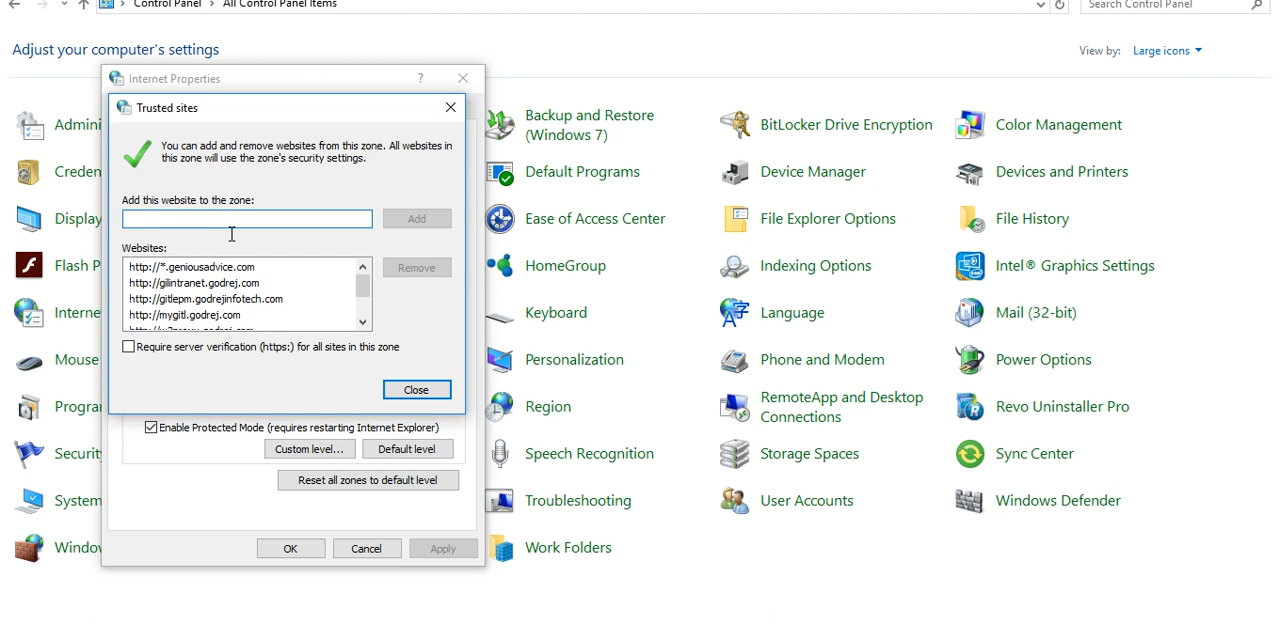 Control Panel > All Control Panel Items
Search Control Panel
Adjust your computer's settings
View by: Large icons
Internet Properties
?
Trusted sites
You can add and remove websites from this zone. All websites in
this zone will use the zone's security settings.
Add this website to the zone:
Add
Websites:
http://*.geniousadvice.com
http://gilintranet.godrej.com
http://gitlepm.godrejinfotech.com
http://mygitl.godrej.com
Remove
Require server verification (https:) for all sites in this zone
Close
Enable Protected Mode (requires restarting Internet Explorer)
Custom level...
Default level
Reset all zones to default level
OK
Cancel
Apply
Admini
Creden
Display
Flash P
Interne
Mouse
Progra
Securit
System
Windo
Backup and Restore
(Windows 7)
Default Programs
Ease of Access Center
HomeGroup
Keyboard
Personalization
Region
Speech Recognition
Troubleshooting
Work Folders
BitLocker Drive Encryption
Device Manager
File Explorer Options
Indexing Options
Language
Phone and Modem
RemoteApp and Desktop
Connections
Storage Spaces
User Accounts
Color Management
Devices and Printers
File History
Intel® Graphics Settings
Mail (32-bit)
Power Options
Revo Uninstaller Pro
Sync Center
Windows Defender